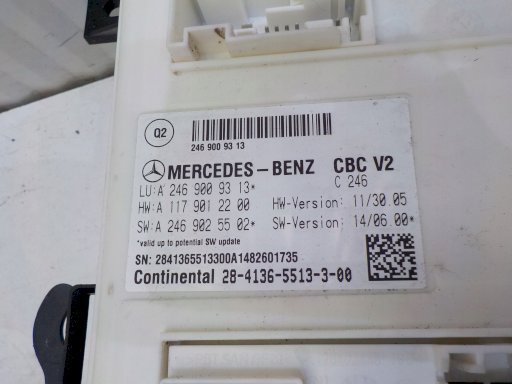 Q2
246 900 93 13
MERCEDES-BENZ CBC V2
C 246
LU:A 246 900 93 13*
HW:A 117 901 22 00 HW-Version: 11/30.05
SW:A 246 902 55 02* SW-Version: 14/06.00*
*valid up to potential SW update
SN: 2841365513300A1482601735
Continental 28-4136-5513-3-00